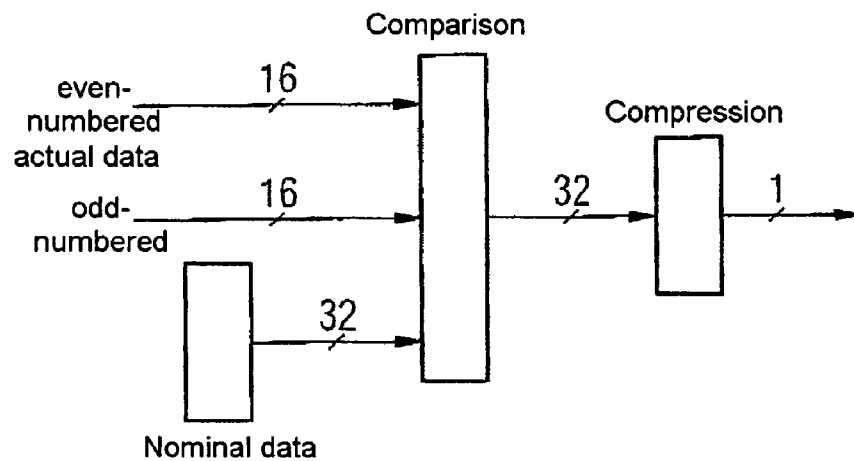 Comparison
16
even-
numbered
actual data
Compression
16
odd-
numbered
32
1
32
Nominal data